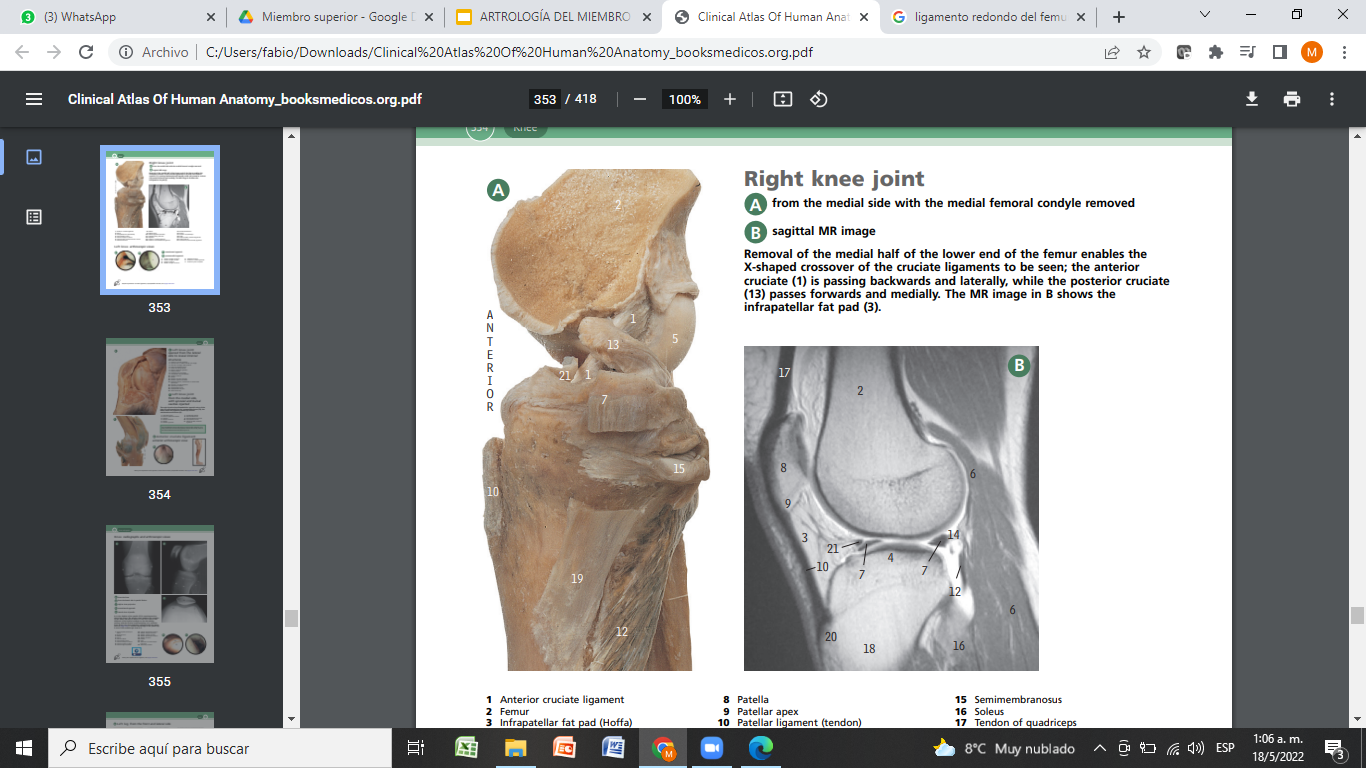 (3) WhatsApp
Miembro superior - Google D
ARTROLOGÍA DEL MIEMBRO
Clinical Atlas Of Human Anat
ligamento redondo del femu
Archivo
C:/Users/fabio/Downloads/Clinical%20Atlas%20Of%20Human%20Anatomy_booksmedicos.org.pdf
M
Clinical Atlas Of Human Anatomy_booksmedicos.org.pdf
353 / 418
100%
353
354
355
354
Knee
A
ANTERIOR
2
1
13
5
21
1
7
15
10
19
12
Right knee joint
A from the medial side with the medial femoral condyle removed
B sagittal MR image
Removal of the medial half of the lower end of the femur enables the
X-shaped crossover of the cruciate ligaments to be seen; the anterior
cruciate (1) is passing backwards and laterally, while the posterior cruciate
(13) passes forwards and medially. The MR image in B shows the
infrapatellar fat pad (3).
B
17
2
8
6
9
3
14
21
4
10
7
7
12
6
20
18
16
1 Anterior cruciate ligament
2 Femur
3 Infrapatellar fat pad (Hoffa)
8 Patella
9 Patellar apex
10 Patellar ligament (tendon)
15 Semimembranosus
16 Soleus
17 Tendon of quadriceps
Escribe aquí para buscar
8°C Muy nublado
ESP
1:06 a. m.
18/5/2022
3